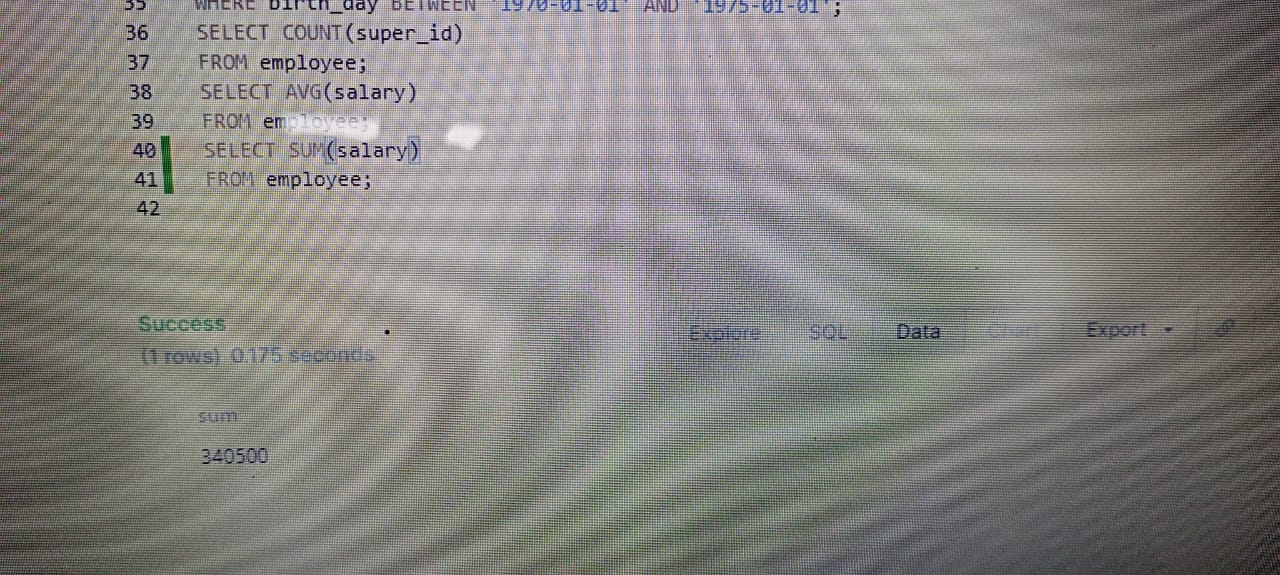 35 WHERE birth_day BETWEEN '1970-01-01' AND '1975-01-01';
36 SELECT COUNT(super_id)
37 FROM employee;
38 SELECT AVG(salary)
39 FROM employee;
40 SELECT SUM(salary)
41 FROM employee;
42
Success
Explore SQL Data Chart Export
(1 rows) 0.175 seconds
sum
340500